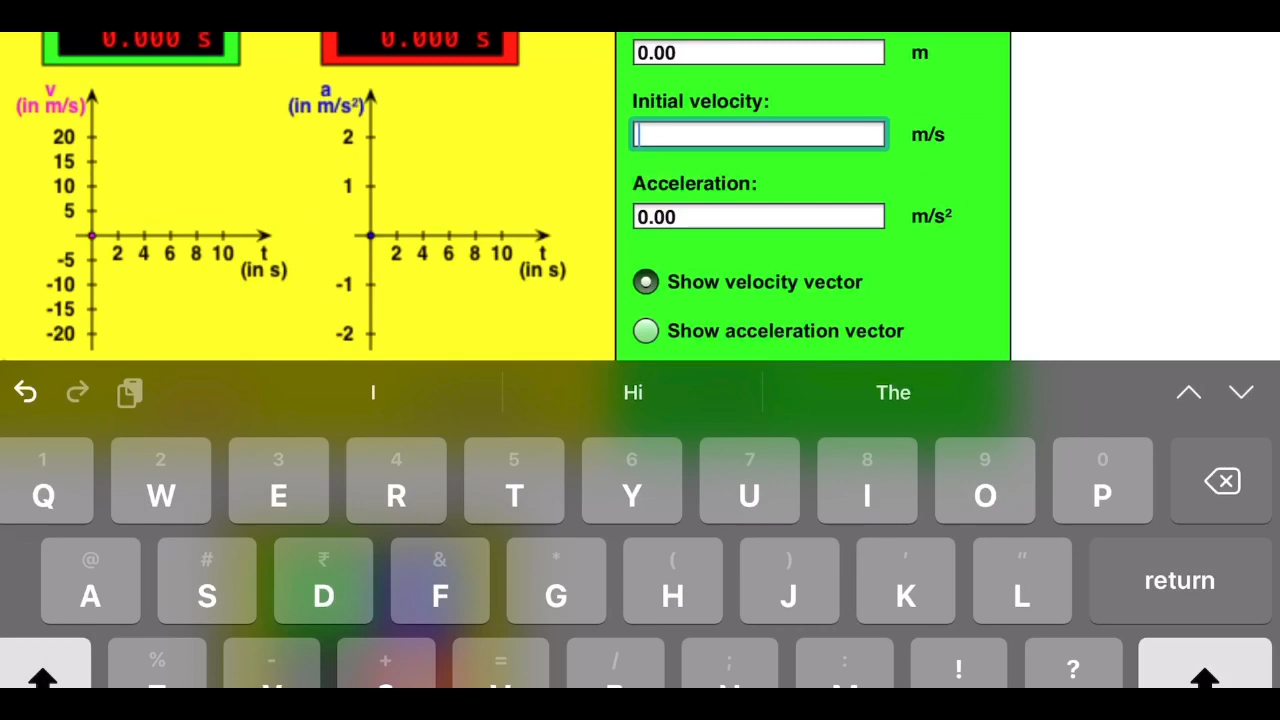 0.000 s
0.000 s
v
(in m/s)
20
15
10
5
-5
-10
-15
-20
2 4 6 8 10 t
(in s)
a
(in m/s²)
2
1
-1
-2
2 4 6 8 10 t
(in s)
0.00 m
Initial velocity:
m/s
Acceleration:
0.00 m/s²
Show velocity vector
Show acceleration vector
I Hi The
1 2 3 4 5 6 7 8 9 0
Q W E R T Y U I O P
@ # ₹ & * ( ) ' "
A S D F G H J K L return
% - + = / ; : ! ?